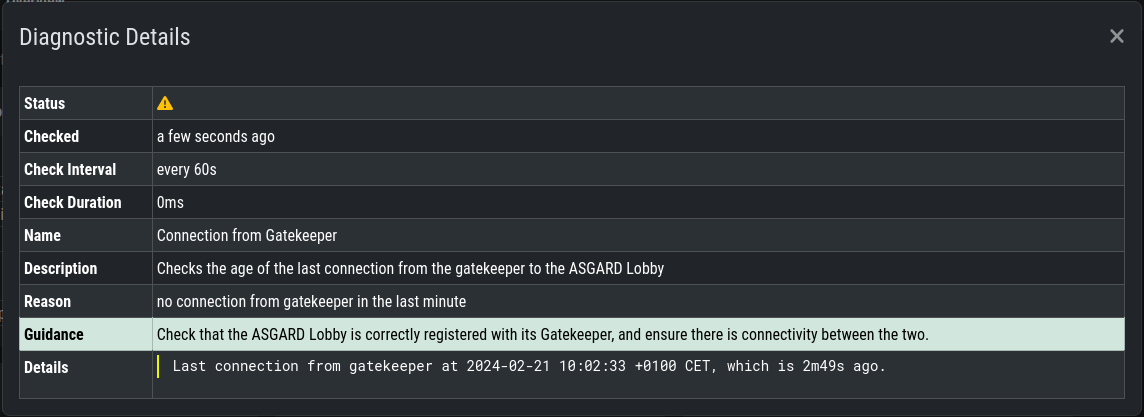 Diagnostic Details
Status
Checked a few seconds ago
Check Interval every 60s
Check Duration 0ms
Name Connection from Gatekeeper
Description Checks the age of the last connection from the gatekeeper to the ASGARD Lobby
Reason no connection from gatekeeper in the last minute
Guidance Check that the ASGARD Lobby is correctly registered with its Gatekeeper, and ensure there is connectivity between the two.
Details Last connection from gatekeeper at 2024-02-21 10:02:33 +0100 CET, which is 2m49s ago.